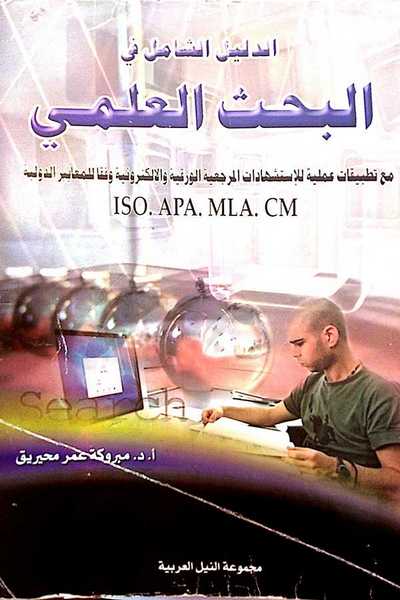 الدليل الشامل في
البحث العلمي
مع تطبيقات عملية للإستشهادات المرجعية الورقية والالكترونية وفقا للمعايير الدولية
ISO. APA. MLA. CM
Search
أ.د. مبروكة عمر محيريق
مجموعة النيل العربية